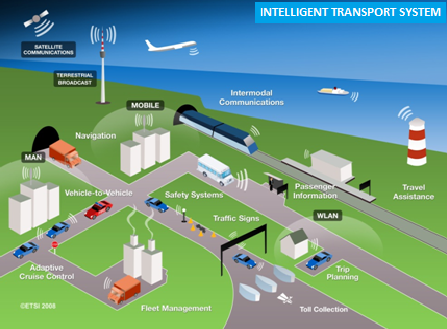 INTELLIGENT TRANSPORT SYSTEM
SATELLITE
COMMUNICATIONS
TERRESTRIAL
BROADCAST
Intermodal
Communications
MOBILE
Navigation
MAN
Vehicle-to-Vehicle
Safety Systems
Passenger
Information
Travel
Assistance
Traffic Signs
WLAN
Adaptive
Cruise Control
Trip
Planning
©ETSI 2008
Fleet Management
Toll Collection